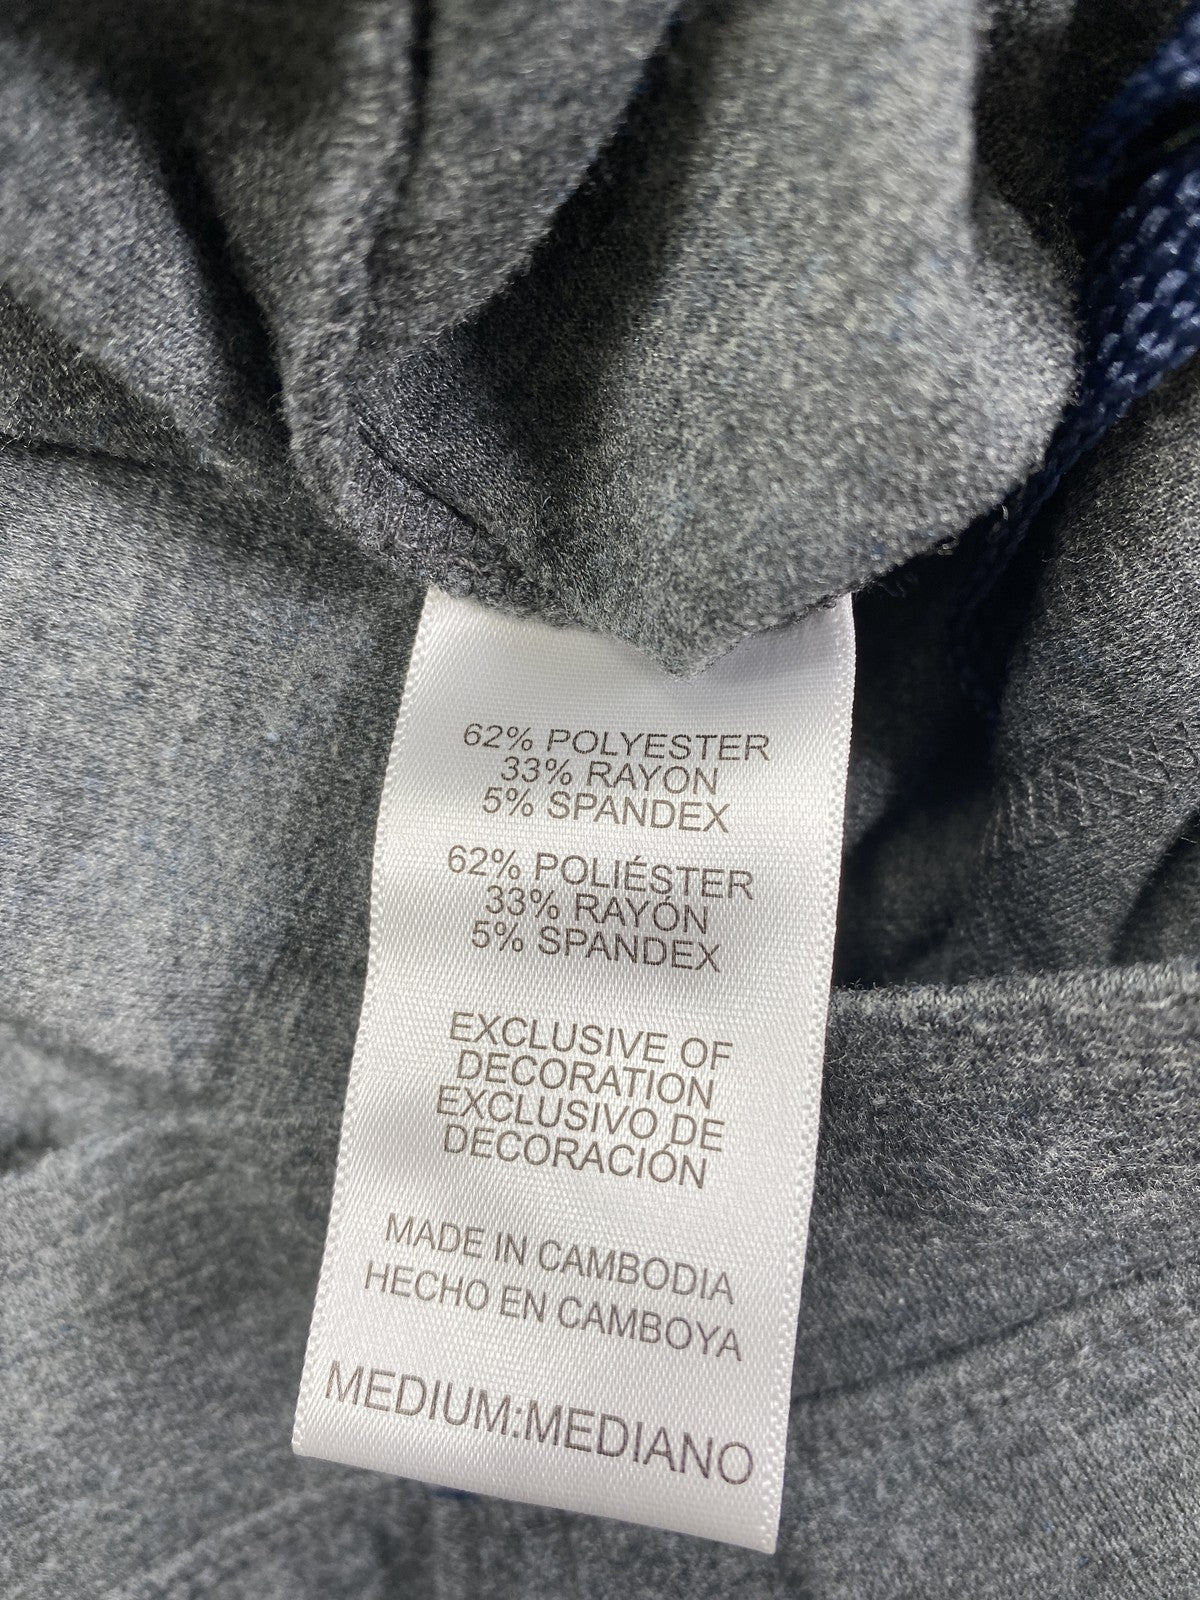 62% POLYESTER
33% RAYON
5% SPANDEX
62% POLIÉSTER
33% RAYÓN
5% SPANDEX
EXCLUSIVE OF
DECORATION
EXCLUSIVO DE
DECORACIÓN
MADE IN CAMBODIA
HECHO EN CAMBOYA
MEDIUM:MEDIANO